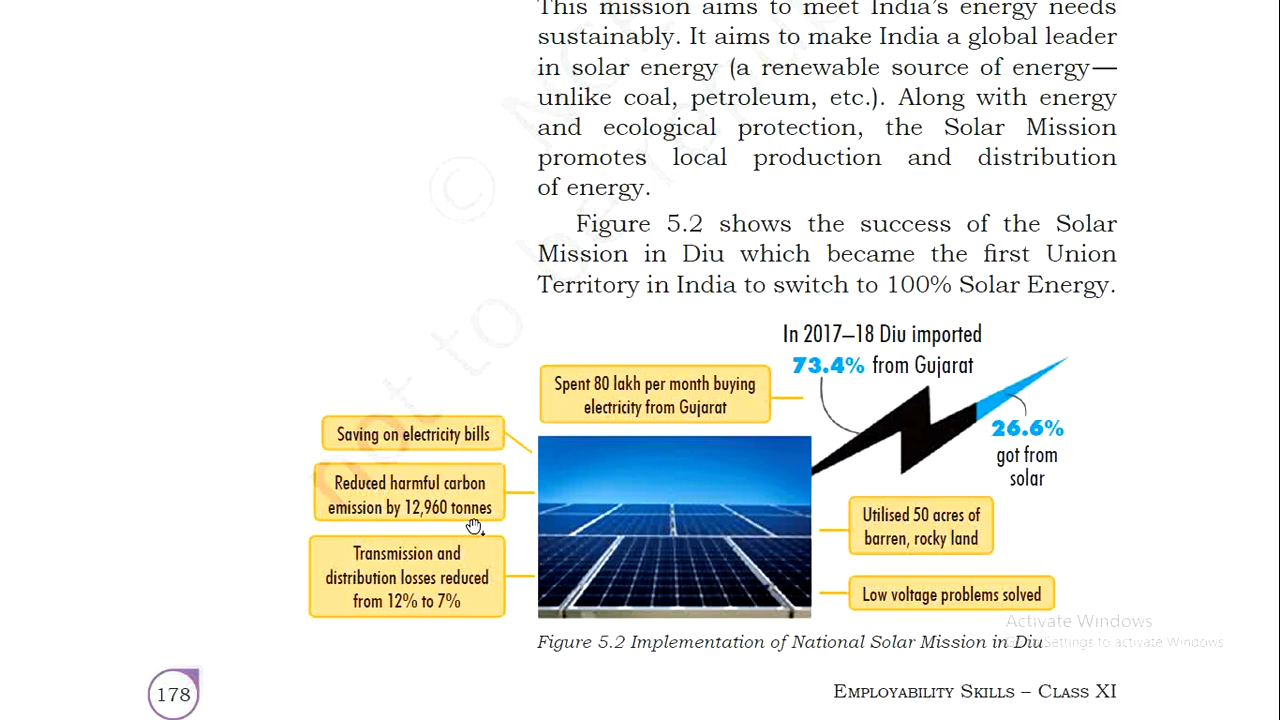 This mission aims to meet India's energy needs
sustainably. It aims to make India a global leader
in solar energy (a renewable source of energy—
unlike coal, petroleum, etc.). Along with energy
and ecological protection, the Solar Mission
promotes local production and distribution
of energy.
Figure 5.2 shows the success of the Solar
Mission in Diu which became the first Union
Territory in India to switch to 100% Solar Energy.
In 2017–18 Diu imported
73.4% from Gujarat
Spent 80 lakh per month buying
electricity from Gujarat
26.6%
got from
solar
Saving on electricity bills
Reduced harmful carbon
emission by 12,960 tonnes
Transmission and
distribution losses reduced
from 12% to 7%
Utilised 50 acres of
barren, rocky land
Low voltage problems solved
Figure 5.2 Implementation of National Solar Mission in Diu
Activate Windows
Settings to activate Windows
178
EMPLOYABILITY SKILLS – CLASS XI
© N
not to be r